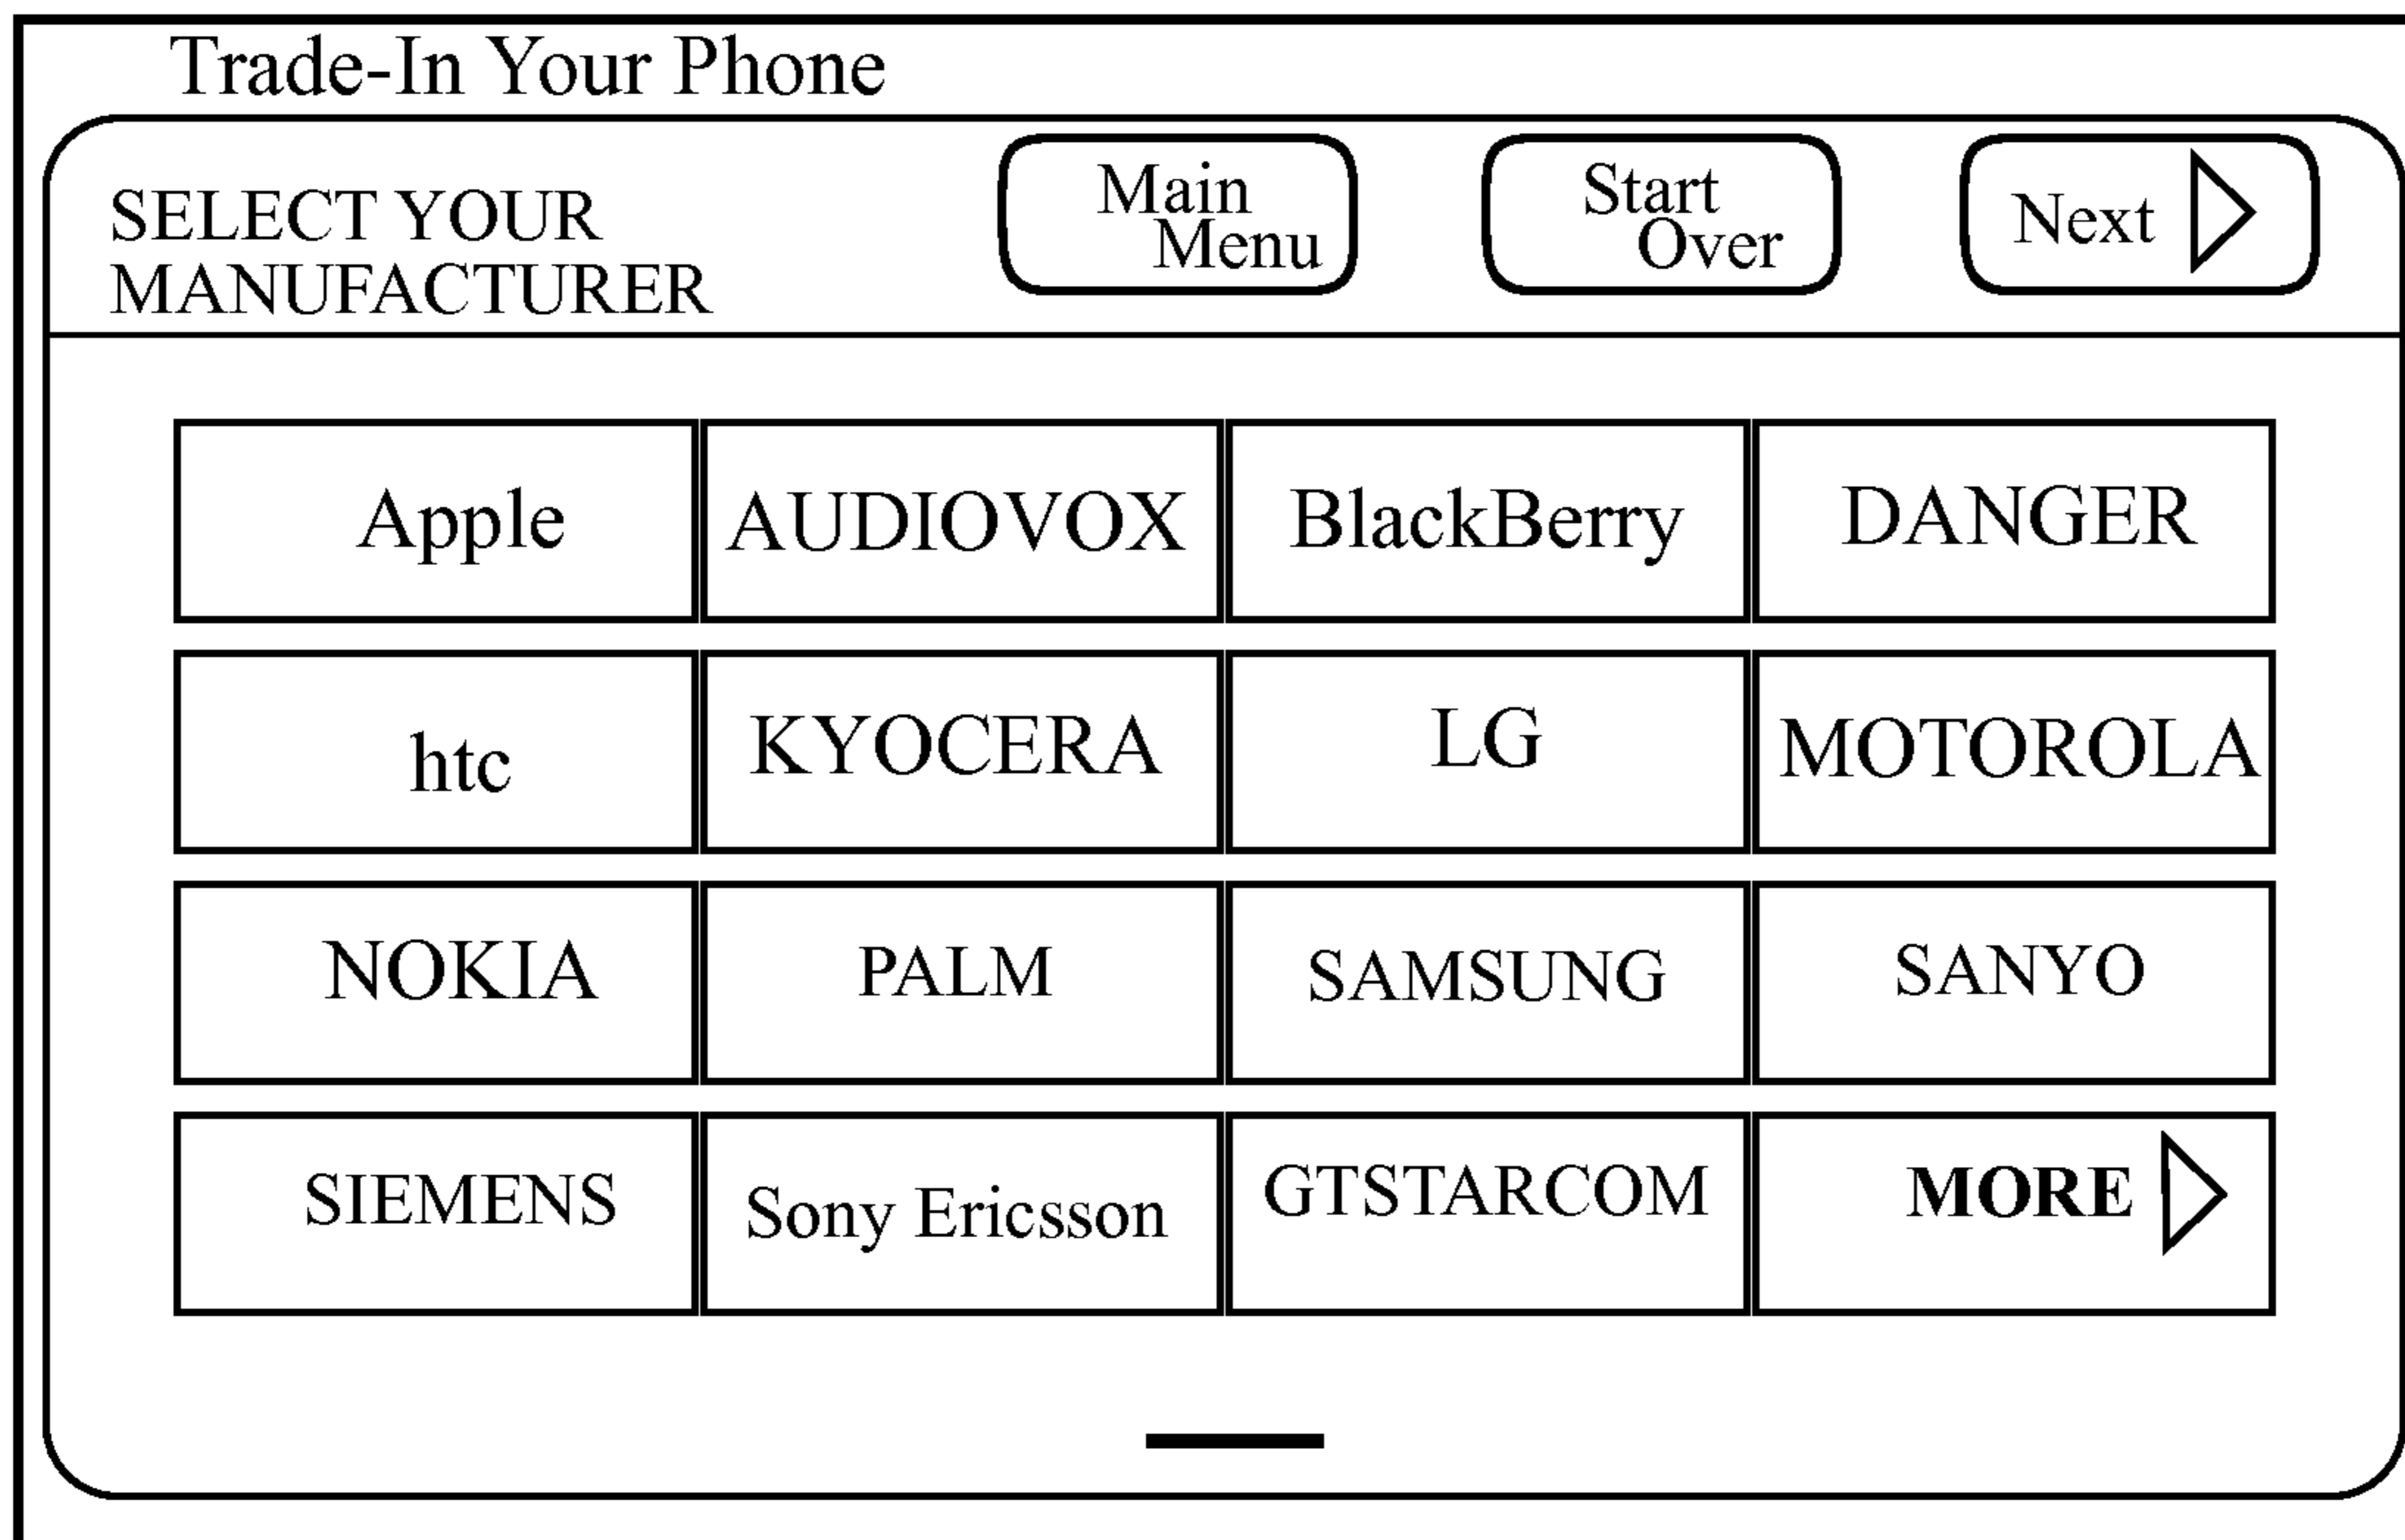 Trade-In Your Phone
SELECT YOUR
MANUFACTURER
Main
Menu
Start
Over
Next
Apple AUDIOVOX BlackBerry DANGER
htc KYOCERA LG MOTOROLA
NOKIA PALM SAMSUNG SANYO
SIEMENS Sony Ericsson GTSTARCOM MORE